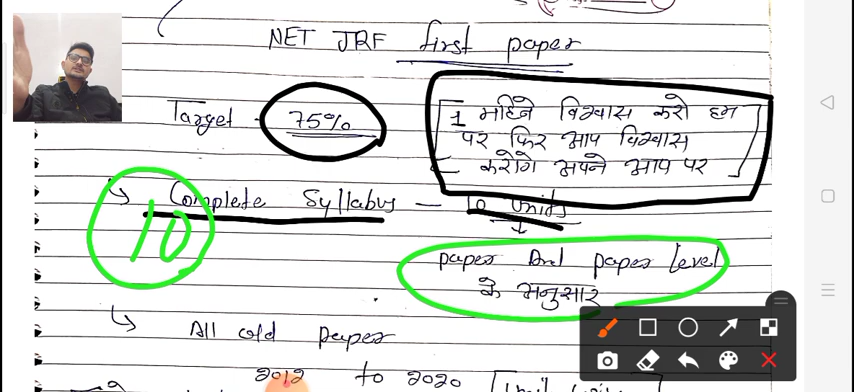 NET JRF first paper
Target - 75%
[1 महिने विश्वास करो हम
पर फिर आप विश्वास
करोगे अपने आप पर]
→ Complete Syllabus — 10 Units
10
paper and paper level
के अनुसार
→ All old paper
2012 to 2020